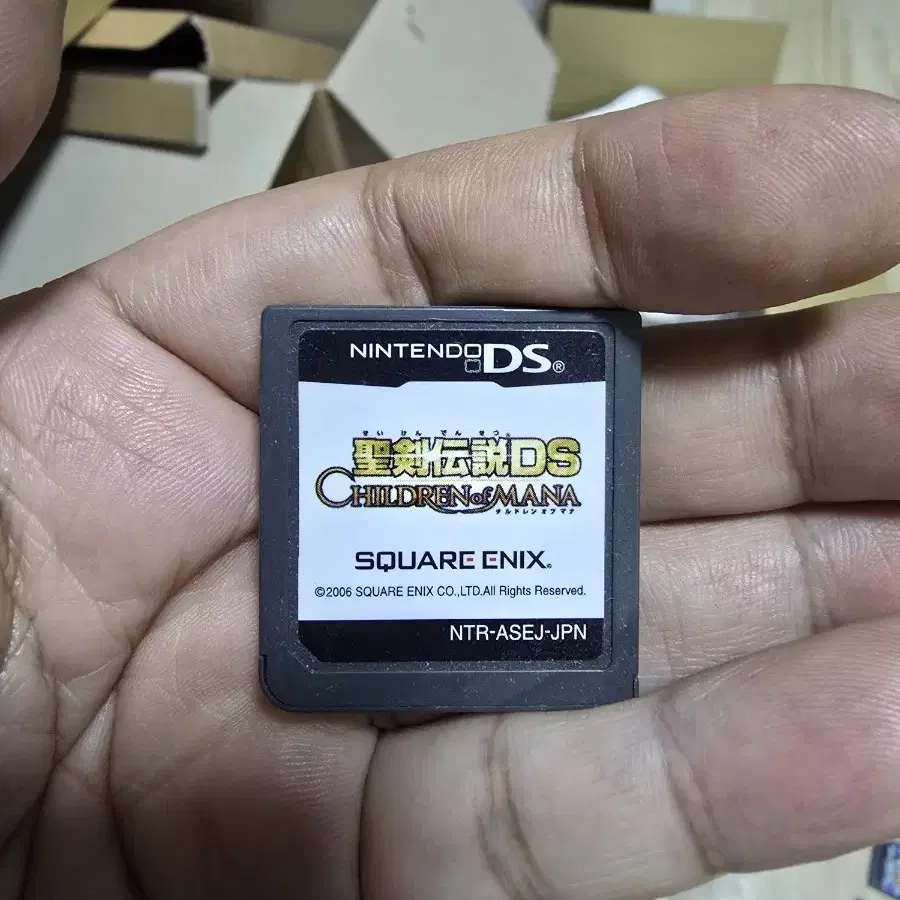 NINTENDO DS®
せいけんでんせつ
聖剣伝説DS
CHILDREN of MANA
チルドレン オブ マナ
SQUARE ENIX®
©2006 SQUARE ENIX CO.,LTD.All Rights Reserved.
NTR-ASEJ-JPN